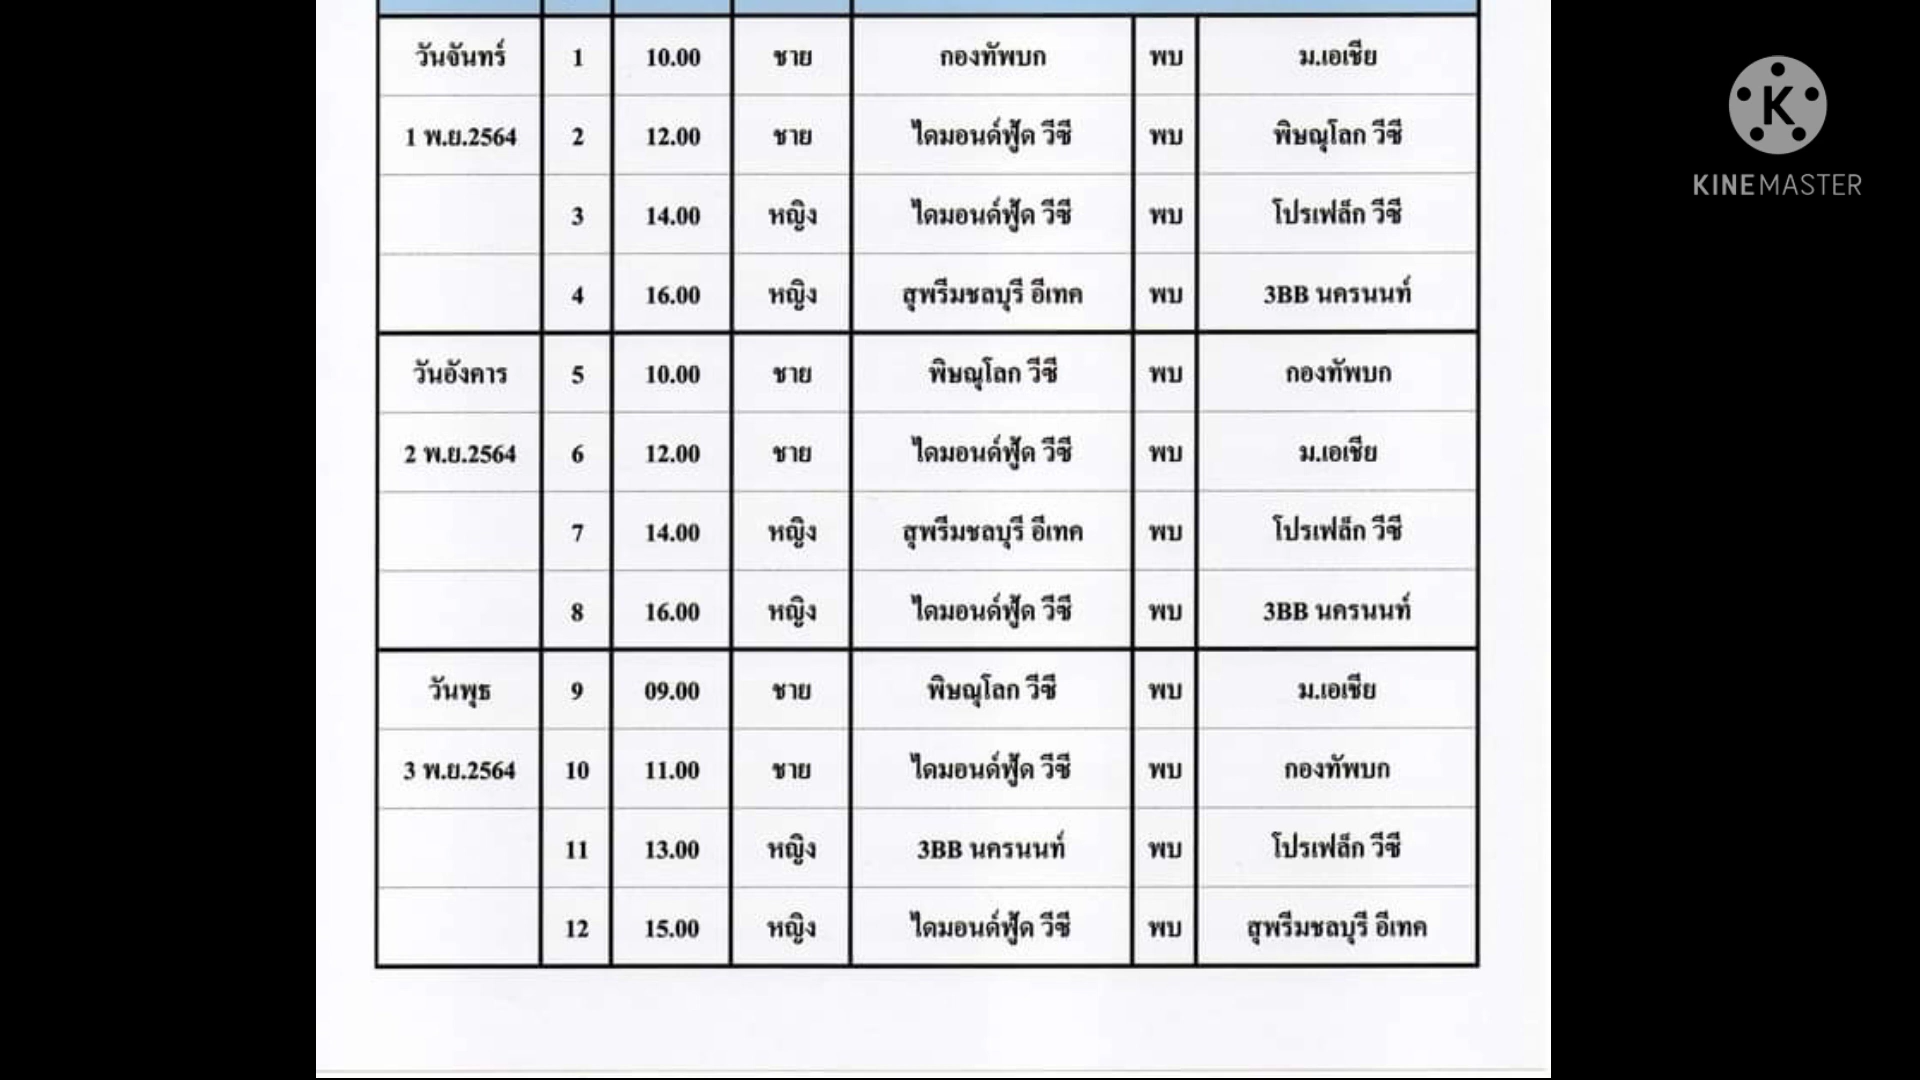 วันจันทร์ 1 10.00 ชาย กองทัพบก พบ ม.เอเชีย
1 พ.ย.2564 2 12.00 ชาย ไดมอนด์ฟู้ด วีซี พบ พิษณุโลก วีซี
3 14.00 หญิง ไดมอนด์ฟู้ด วีซี พบ โปรเฟล็ก วีซี
4 16.00 หญิง สุพรีมชลบุรี อีเทค พบ 3BB นครนนท์
วันอังคาร 5 10.00 ชาย พิษณุโลก วีซี พบ กองทัพบก
2 พ.ย.2564 6 12.00 ชาย ไดมอนด์ฟู้ด วีซี พบ ม.เอเชีย
7 14.00 หญิง สุพรีมชลบุรี อีเทค พบ โปรเฟล็ก วีซี
8 16.00 หญิง ไดมอนด์ฟู้ด วีซี พบ 3BB นครนนท์
วันพุธ 9 09.00 ชาย พิษณุโลก วีซี พบ ม.เอเชีย
3 พ.ย.2564 10 11.00 ชาย ไดมอนด์ฟู้ด วีซี พบ กองทัพบก
11 13.00 หญิง 3BB นครนนท์ พบ โปรเฟล็ก วีซี
12 15.00 หญิง ไดมอนด์ฟู้ด วีซี พบ สุพรีมชลบุรี อีเทค
K
KINEMASTER